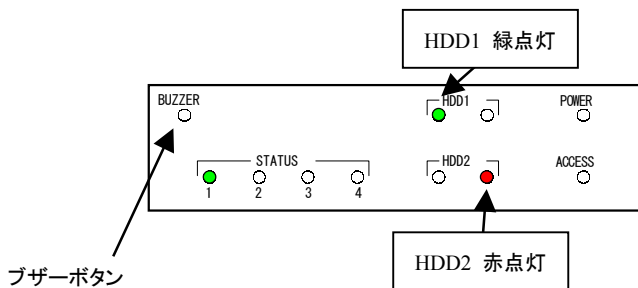 HDD1 緑点灯
BUZZER
HDD1
POWER
STATUS
HDD2
ACCESS
1 2 3 4
HDD2 赤点灯
ブザーボタン